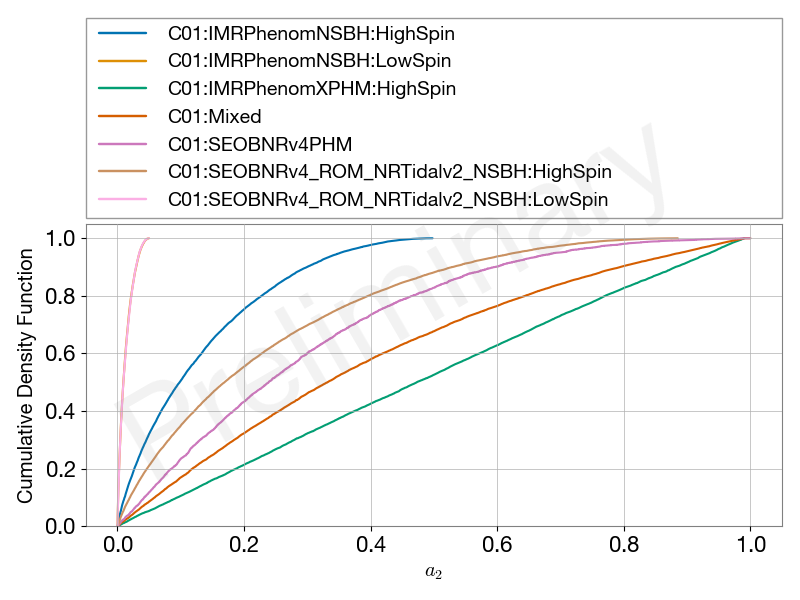 C01:IMRPhenomNSBH:HighSpin
C01:IMRPhenomNSBH:LowSpin
C01:IMRPhenomXPHM:HighSpin
C01:Mixed
C01:SEOBNRv4PHM
C01:SEOBNRv4_ROM_NRTidalv2_NSBH:HighSpin
C01:SEOBNRv4_ROM_NRTidalv2_NSBH:LowSpin
Preliminary
Cumulative Density Function
1.0
0.8
0.6
0.4
0.2
0.0
0.0 0.2 0.4 0.6 0.8 1.0
a₂